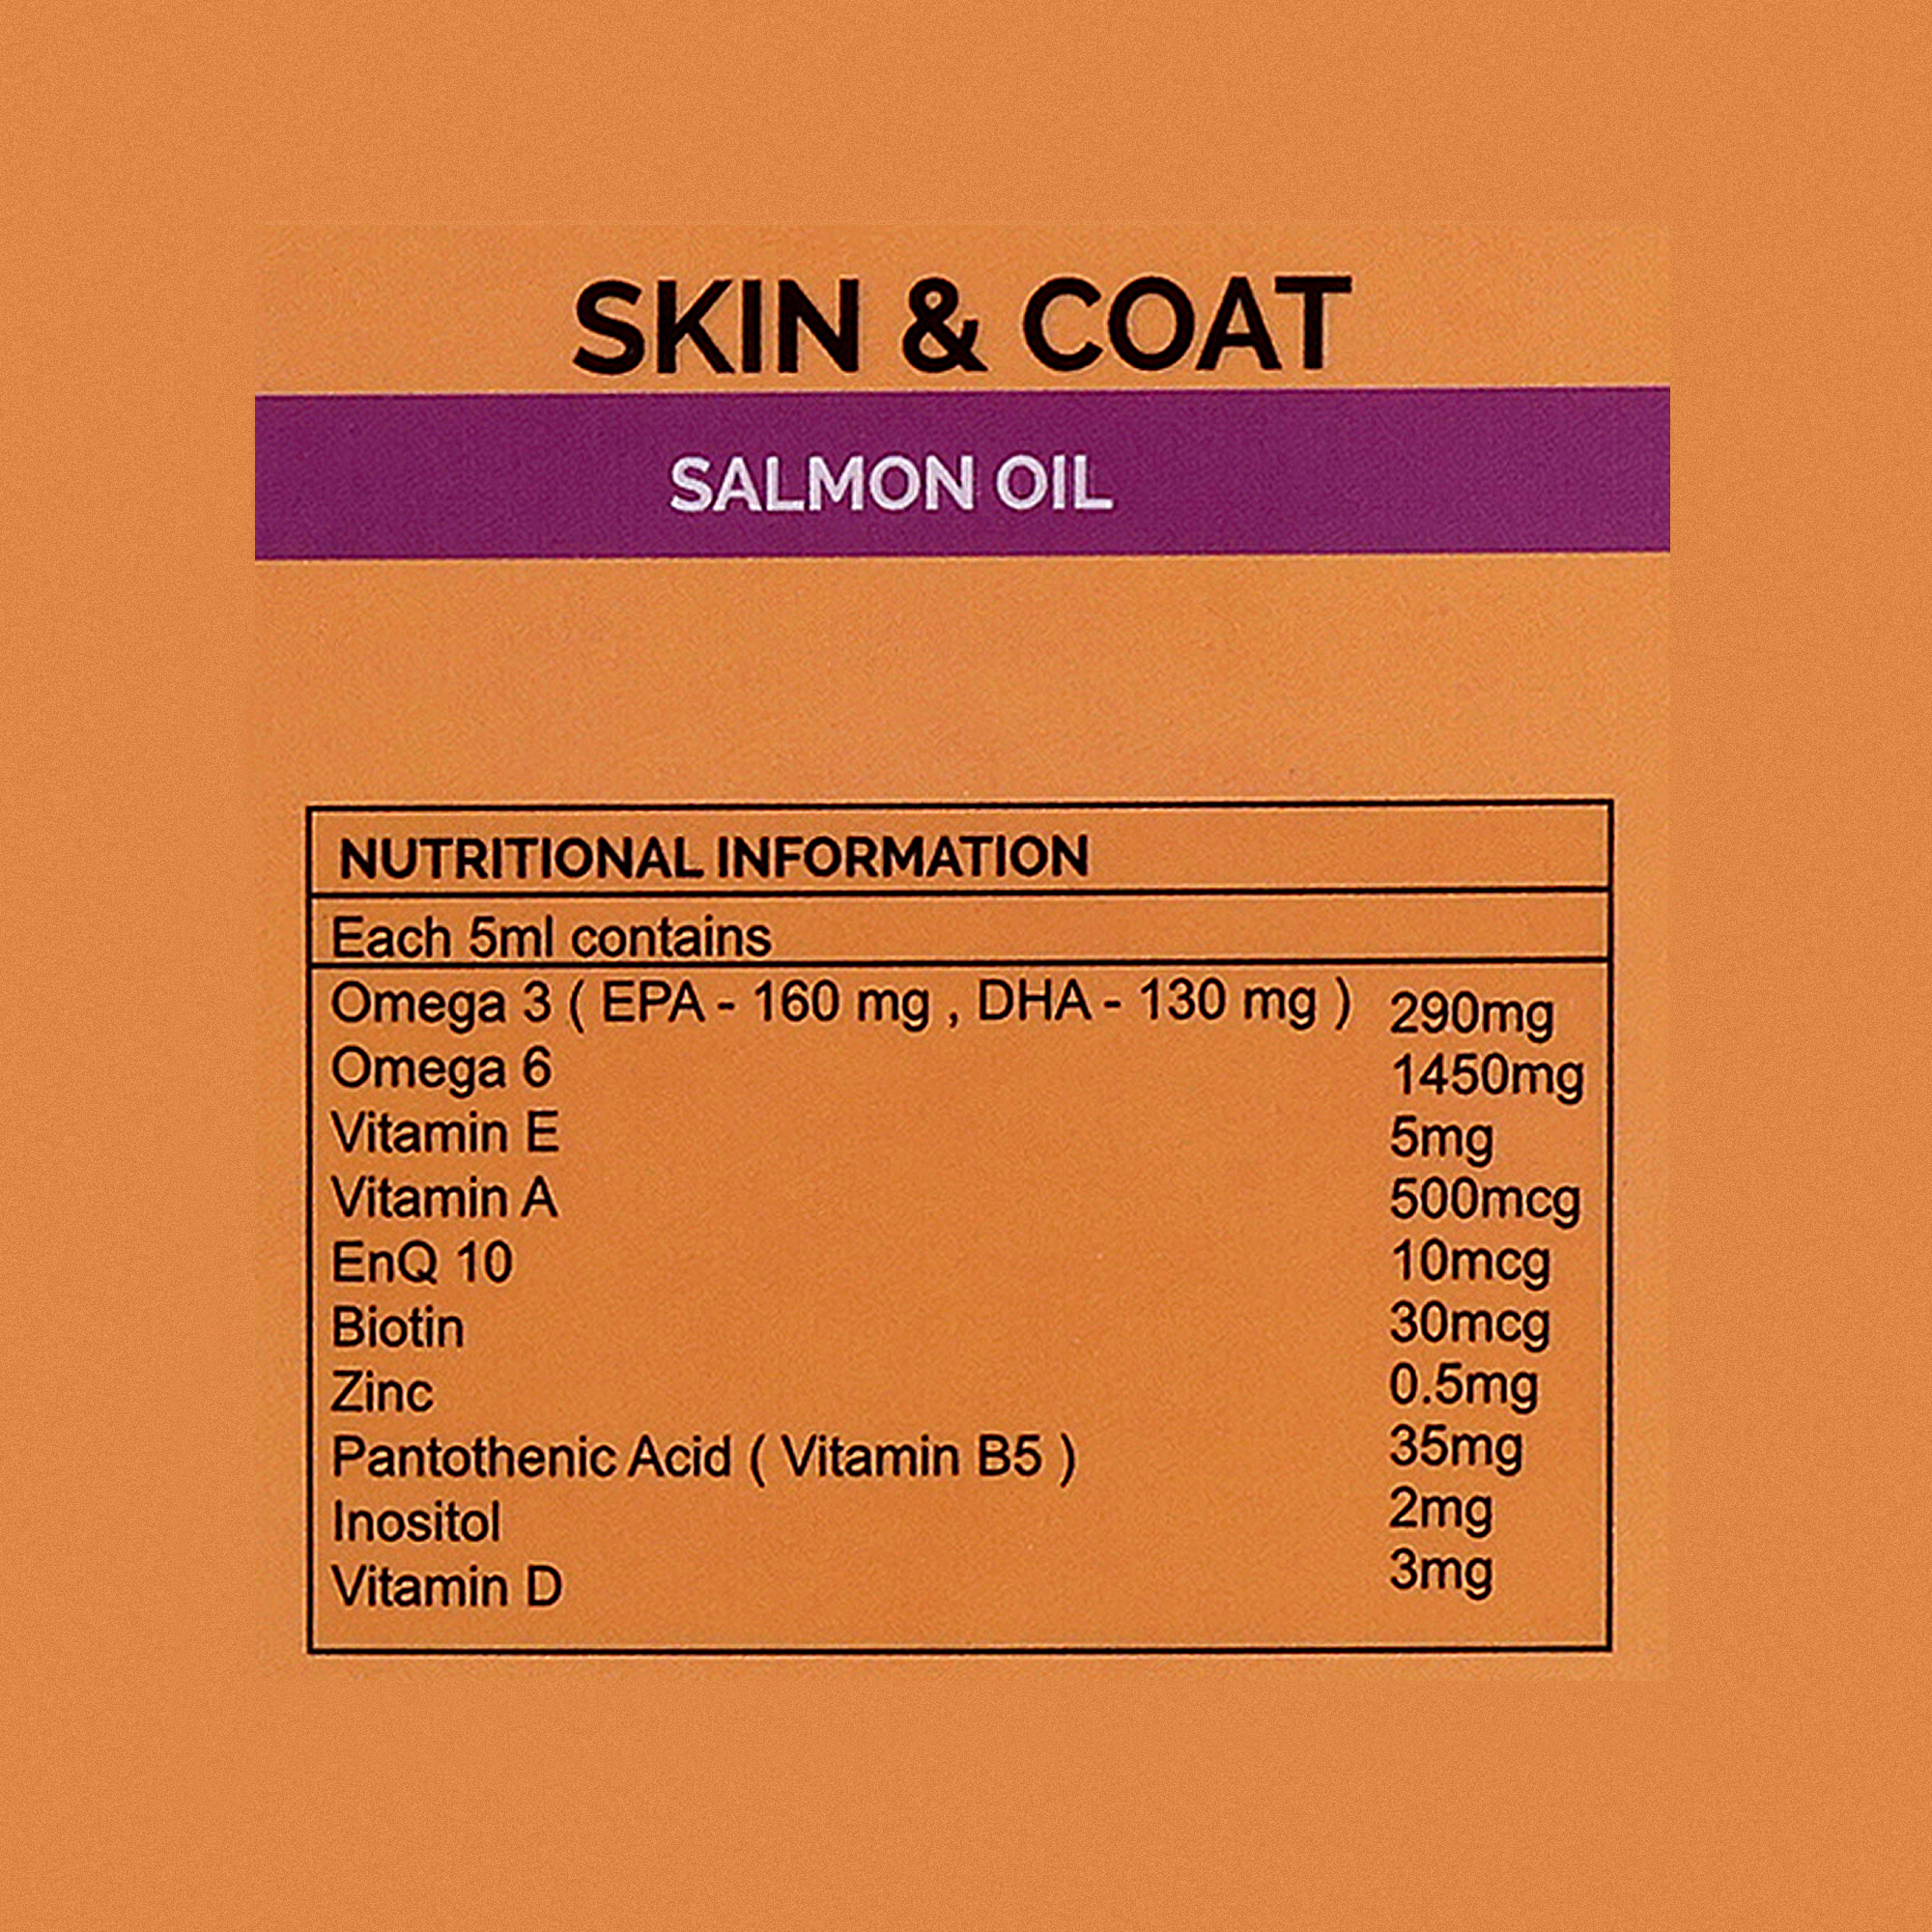 SKIN & COAT
SALMON OIL
NUTRITIONAL INFORMATION
Each 5ml contains
Omega 3 ( EPA - 160 mg , DHA - 130 mg ) 290mg
Omega 6 1450mg
Vitamin E 5mg
Vitamin A 500mcg
EnQ 10 10mcg
Biotin 30mcg
Zinc 0.5mg
Pantothenic Acid ( Vitamin B5 ) 35mg
Inositol 2mg
Vitamin D 3mg